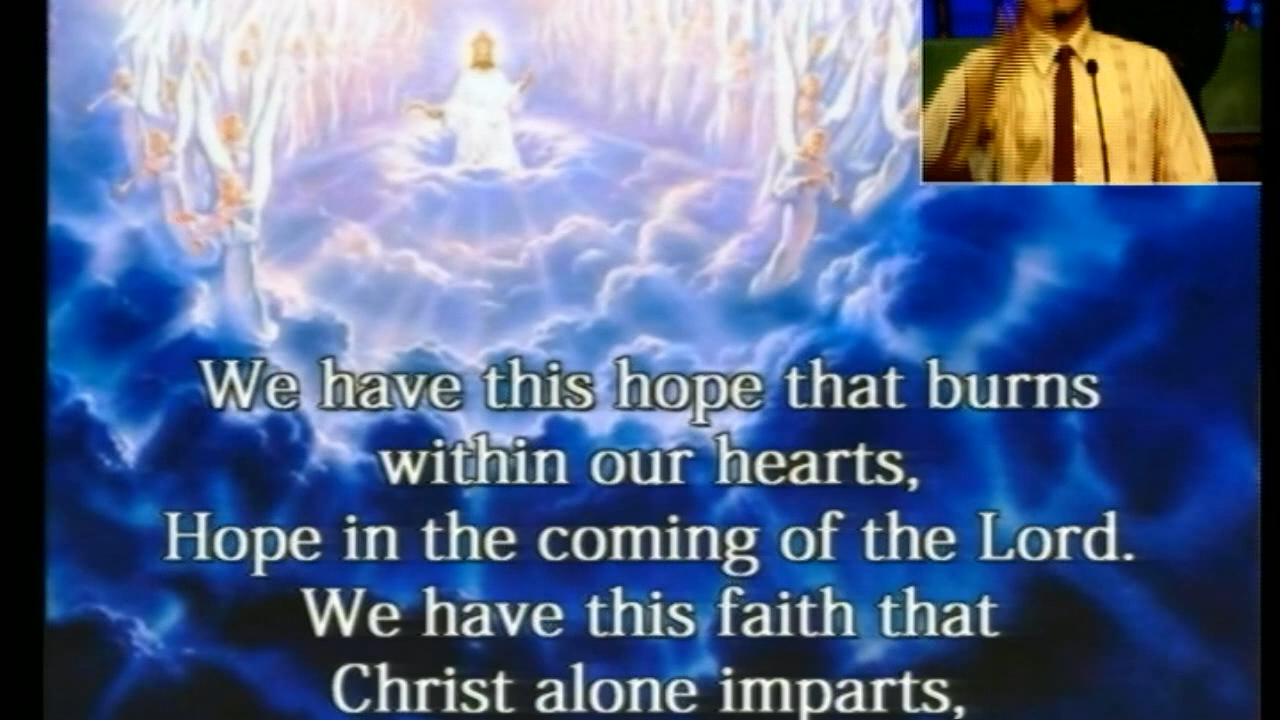 We have this hope that burns
within our hearts,
Hope in the coming of the Lord.
We have this faith that
Christ alone imparts,